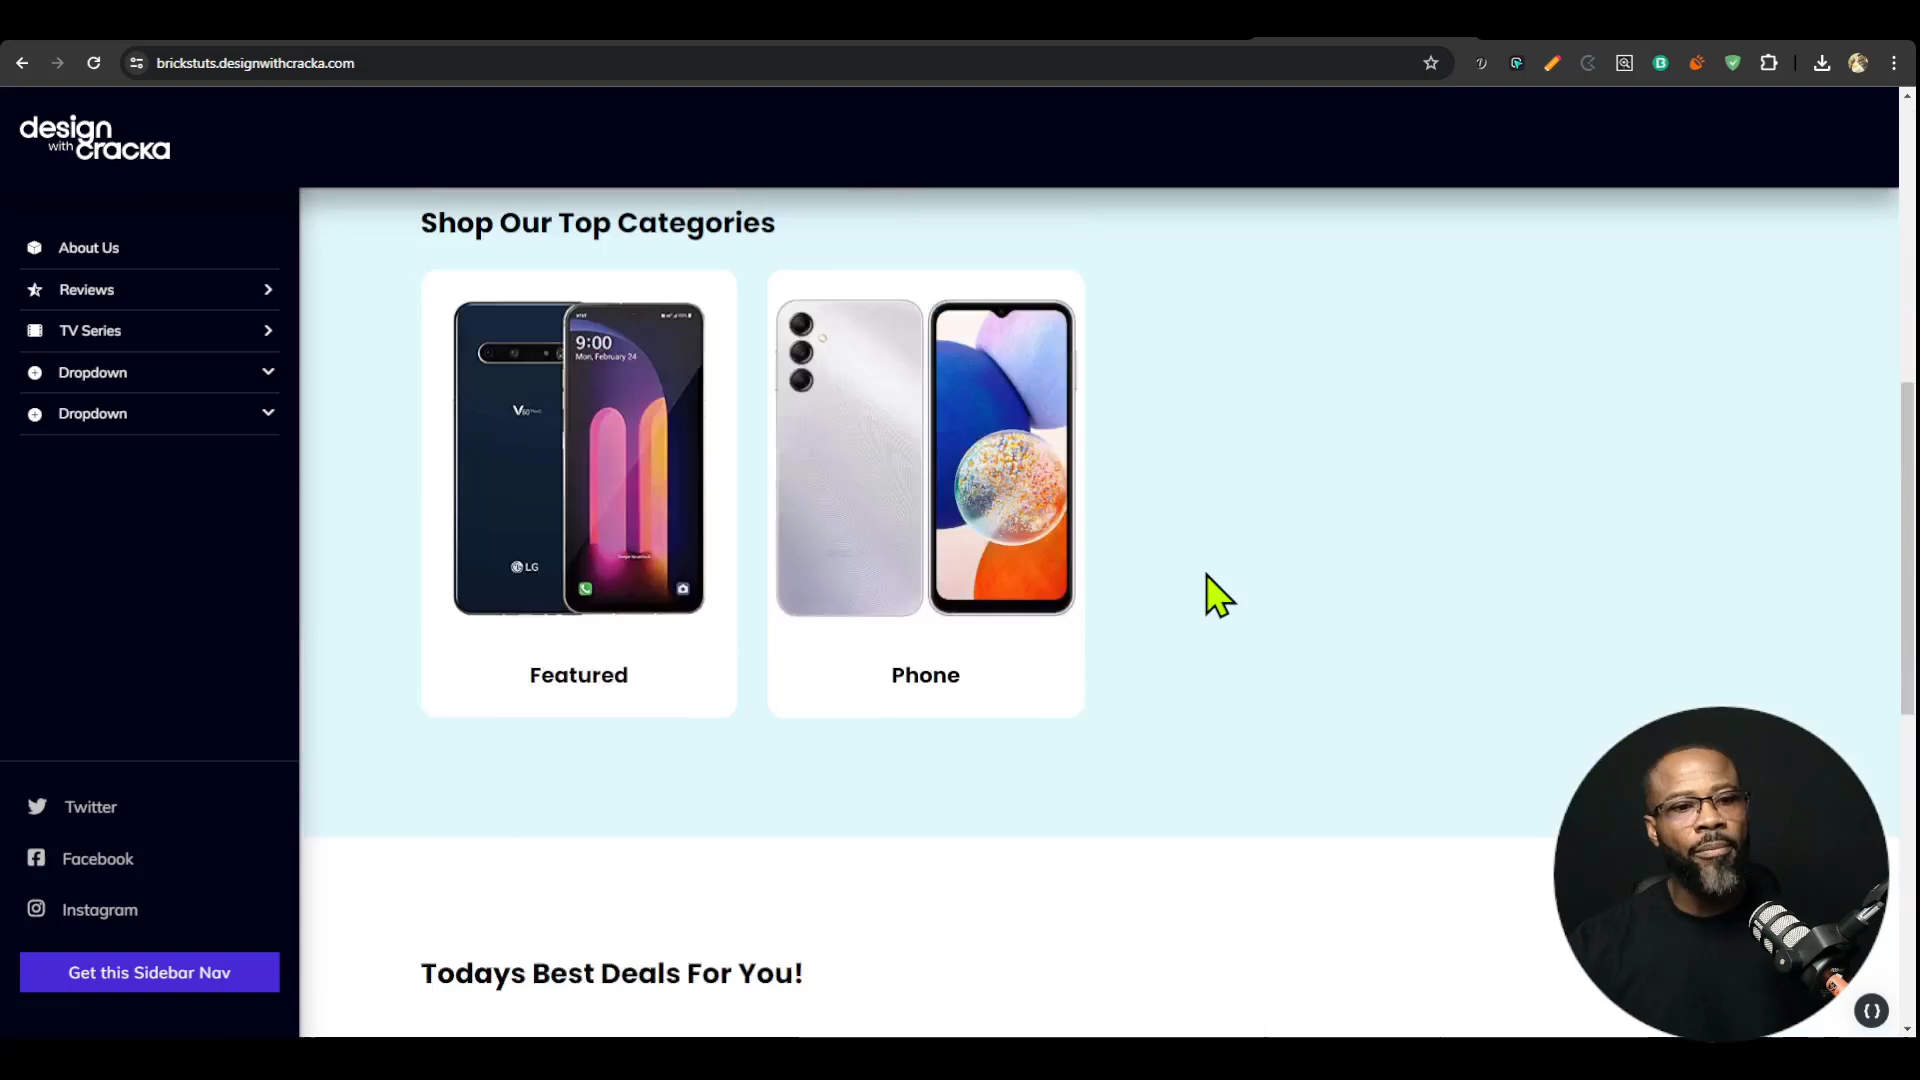 brickstuts.designwithcracka.com
design
with cracka
About Us
Reviews
TV Series
Dropdown
Dropdown
Twitter
Facebook
Instagram
Get this Sidebar Nav
Shop Our Top Categories
9:00
Mon, February 24
V60
LG
Featured
Phone
Todays Best Deals For You!